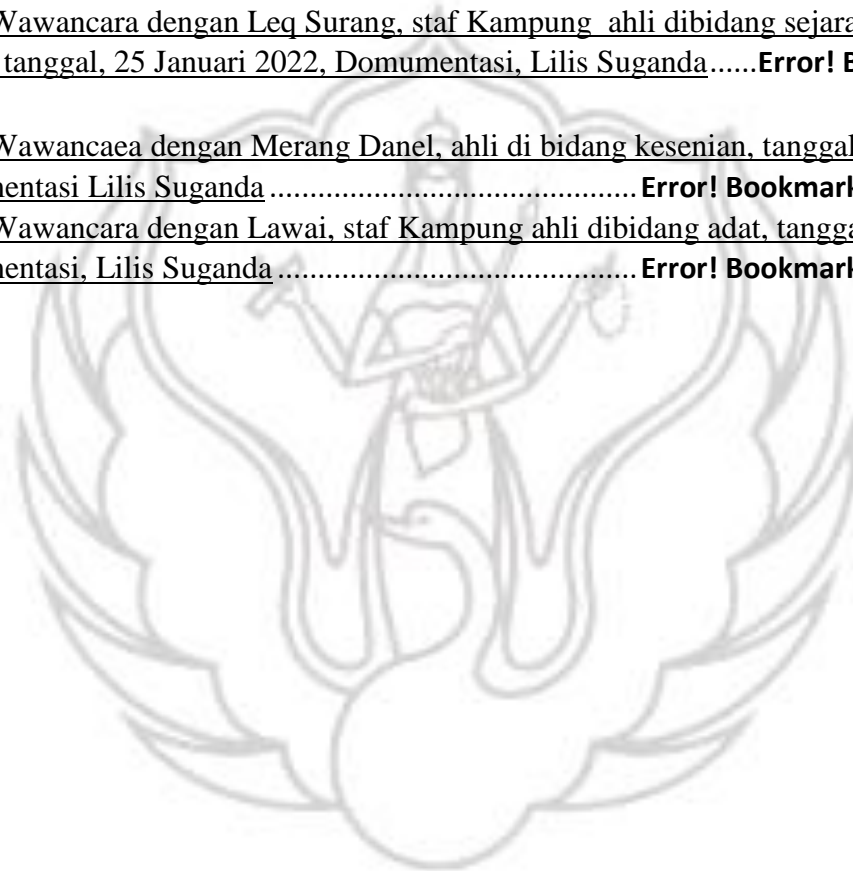 Wawancara dengan Leq Surang, staf Kampung  ahli dibidang sejara
tanggal, 25 Januari 2022, Domumentasi, Lilis Suganda......Error! B
Wawancaea dengan Merang Danel, ahli di bidang kesenian, tanggal
nentasi Lilis Suganda.....................................Error! Bookmark
Wawancara dengan Lawai, staf Kampung ahli dibidang adat, tangga
nentasi, Lilis Suganda....................................Error! Bookmark